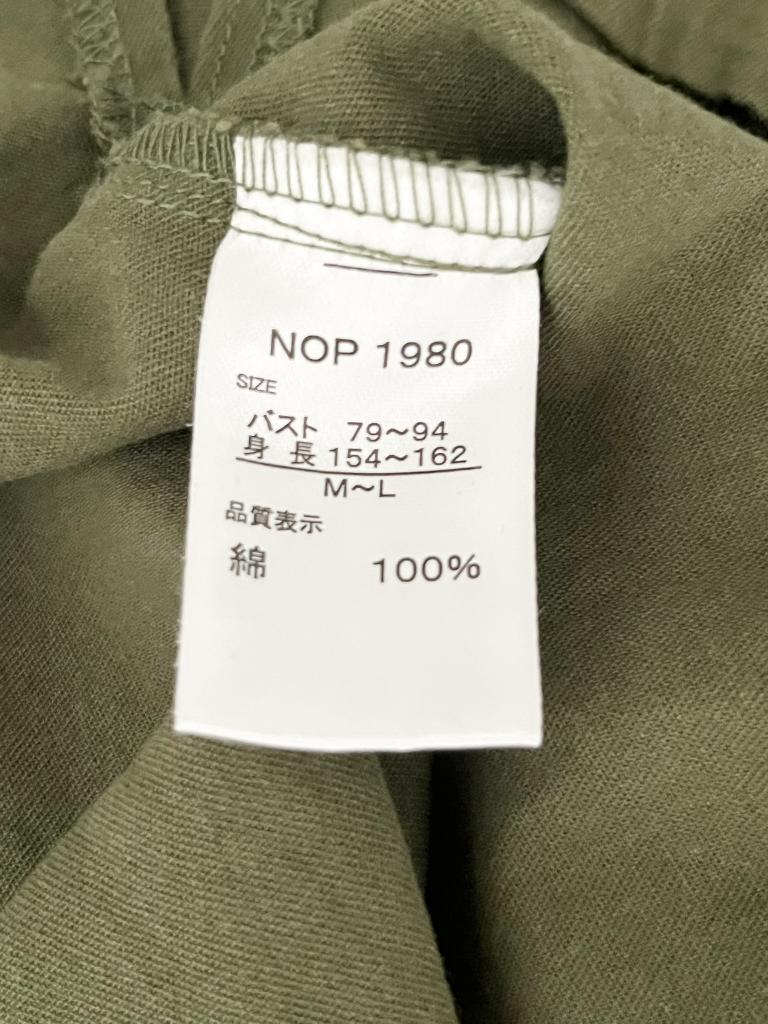 NOP 1980
SIZE
バスト 79～94
身 長 154～162
M～L
品質表示
綿 100%